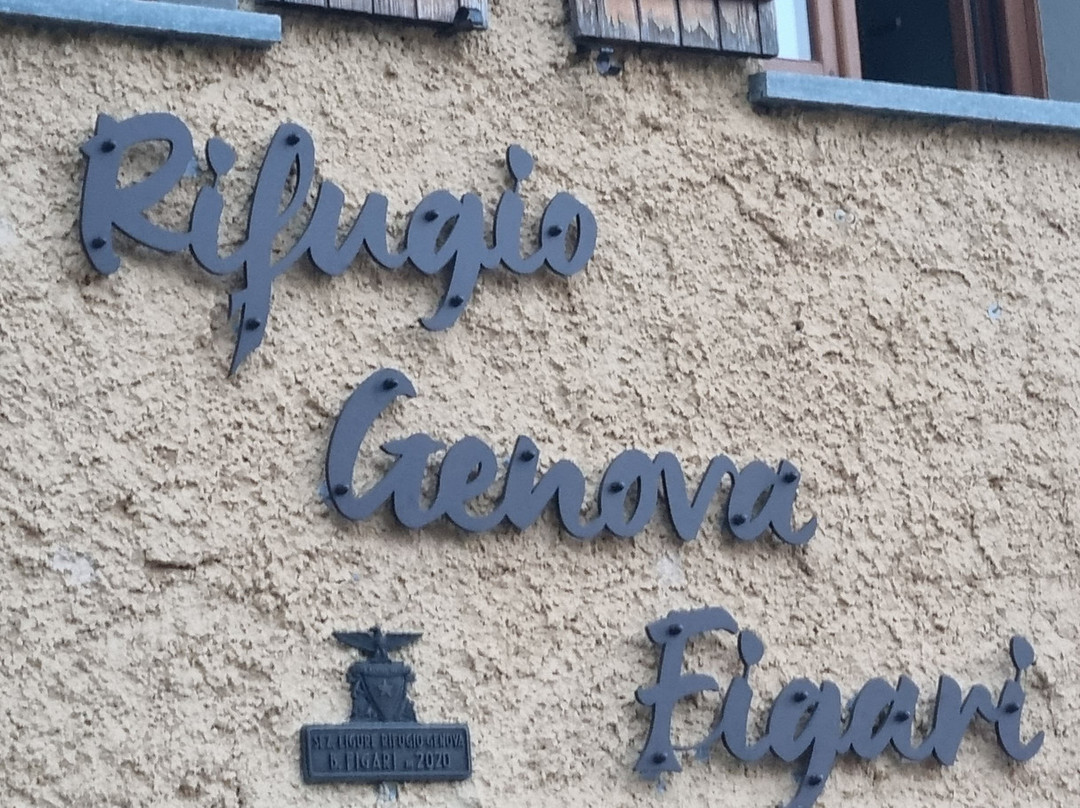 Rifugio
Genova
Figari
SEZ. LIGURE RIFUGIO GENOVA
B. FIGARI . 2020